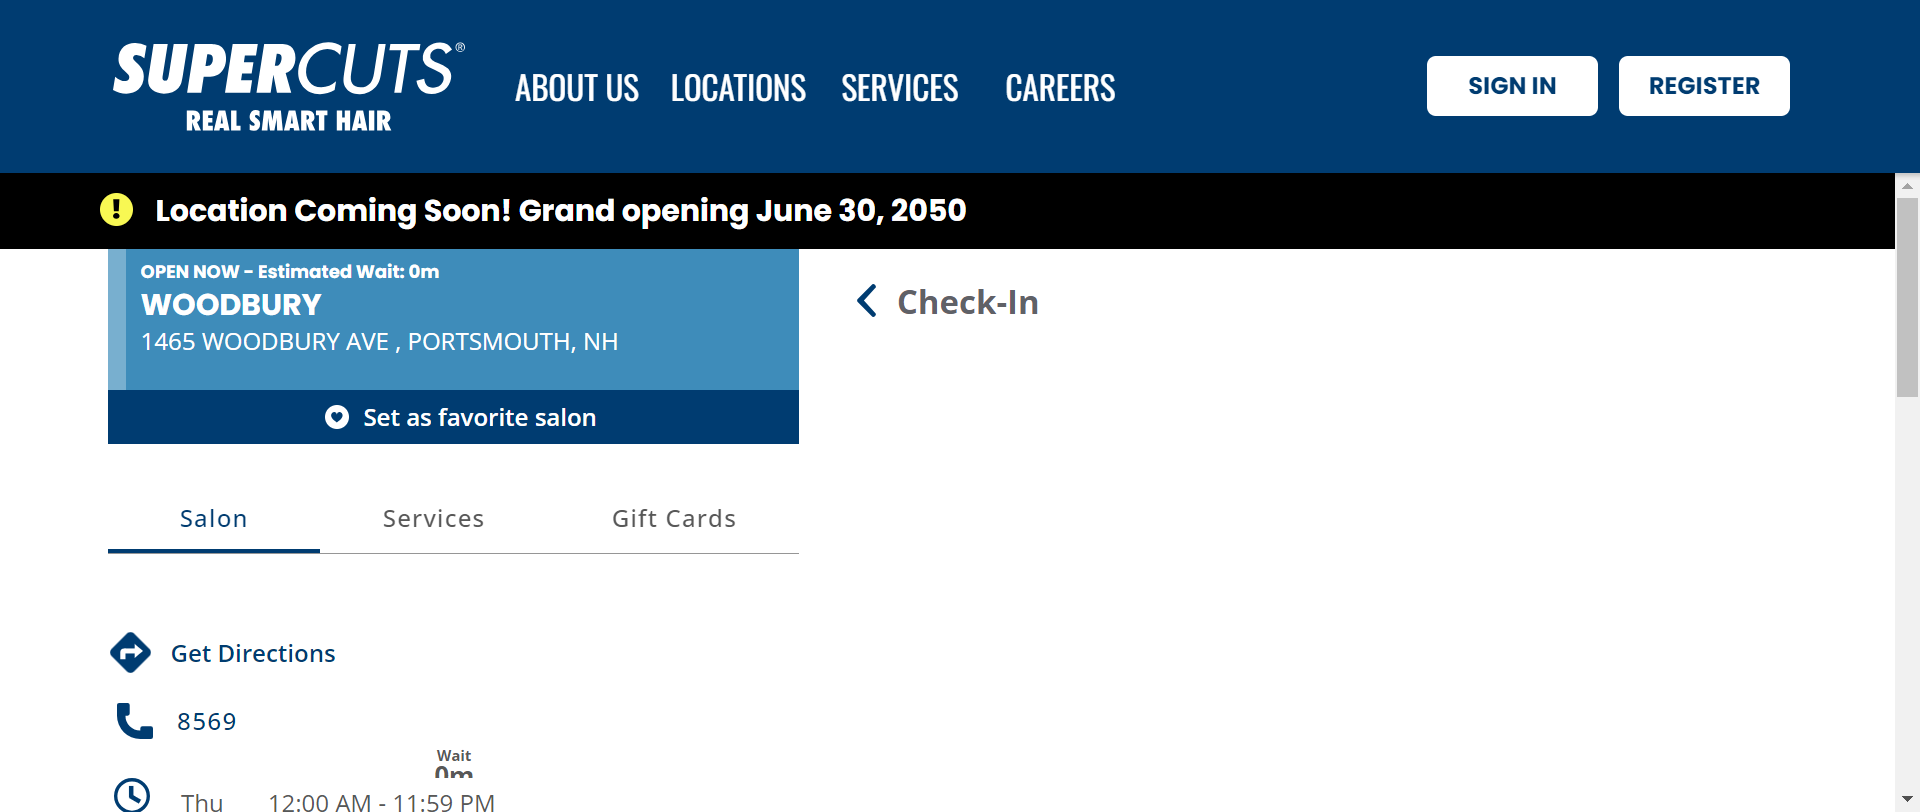 SUPERCUTS®
REAL SMART HAIR
ABOUT US
LOCATIONS
SERVICES
CAREERS
SIGN IN
REGISTER
! Location Coming Soon! Grand opening June 30, 2050
OPEN NOW - Estimated Wait: 0m
WOODBURY
1465 WOODBURY AVE , PORTSMOUTH, NH
Set as favorite salon
Check-In
Salon
Services
Gift Cards
Get Directions
8569
Wait
0m
Thu 12:00 AM - 11:59 PM